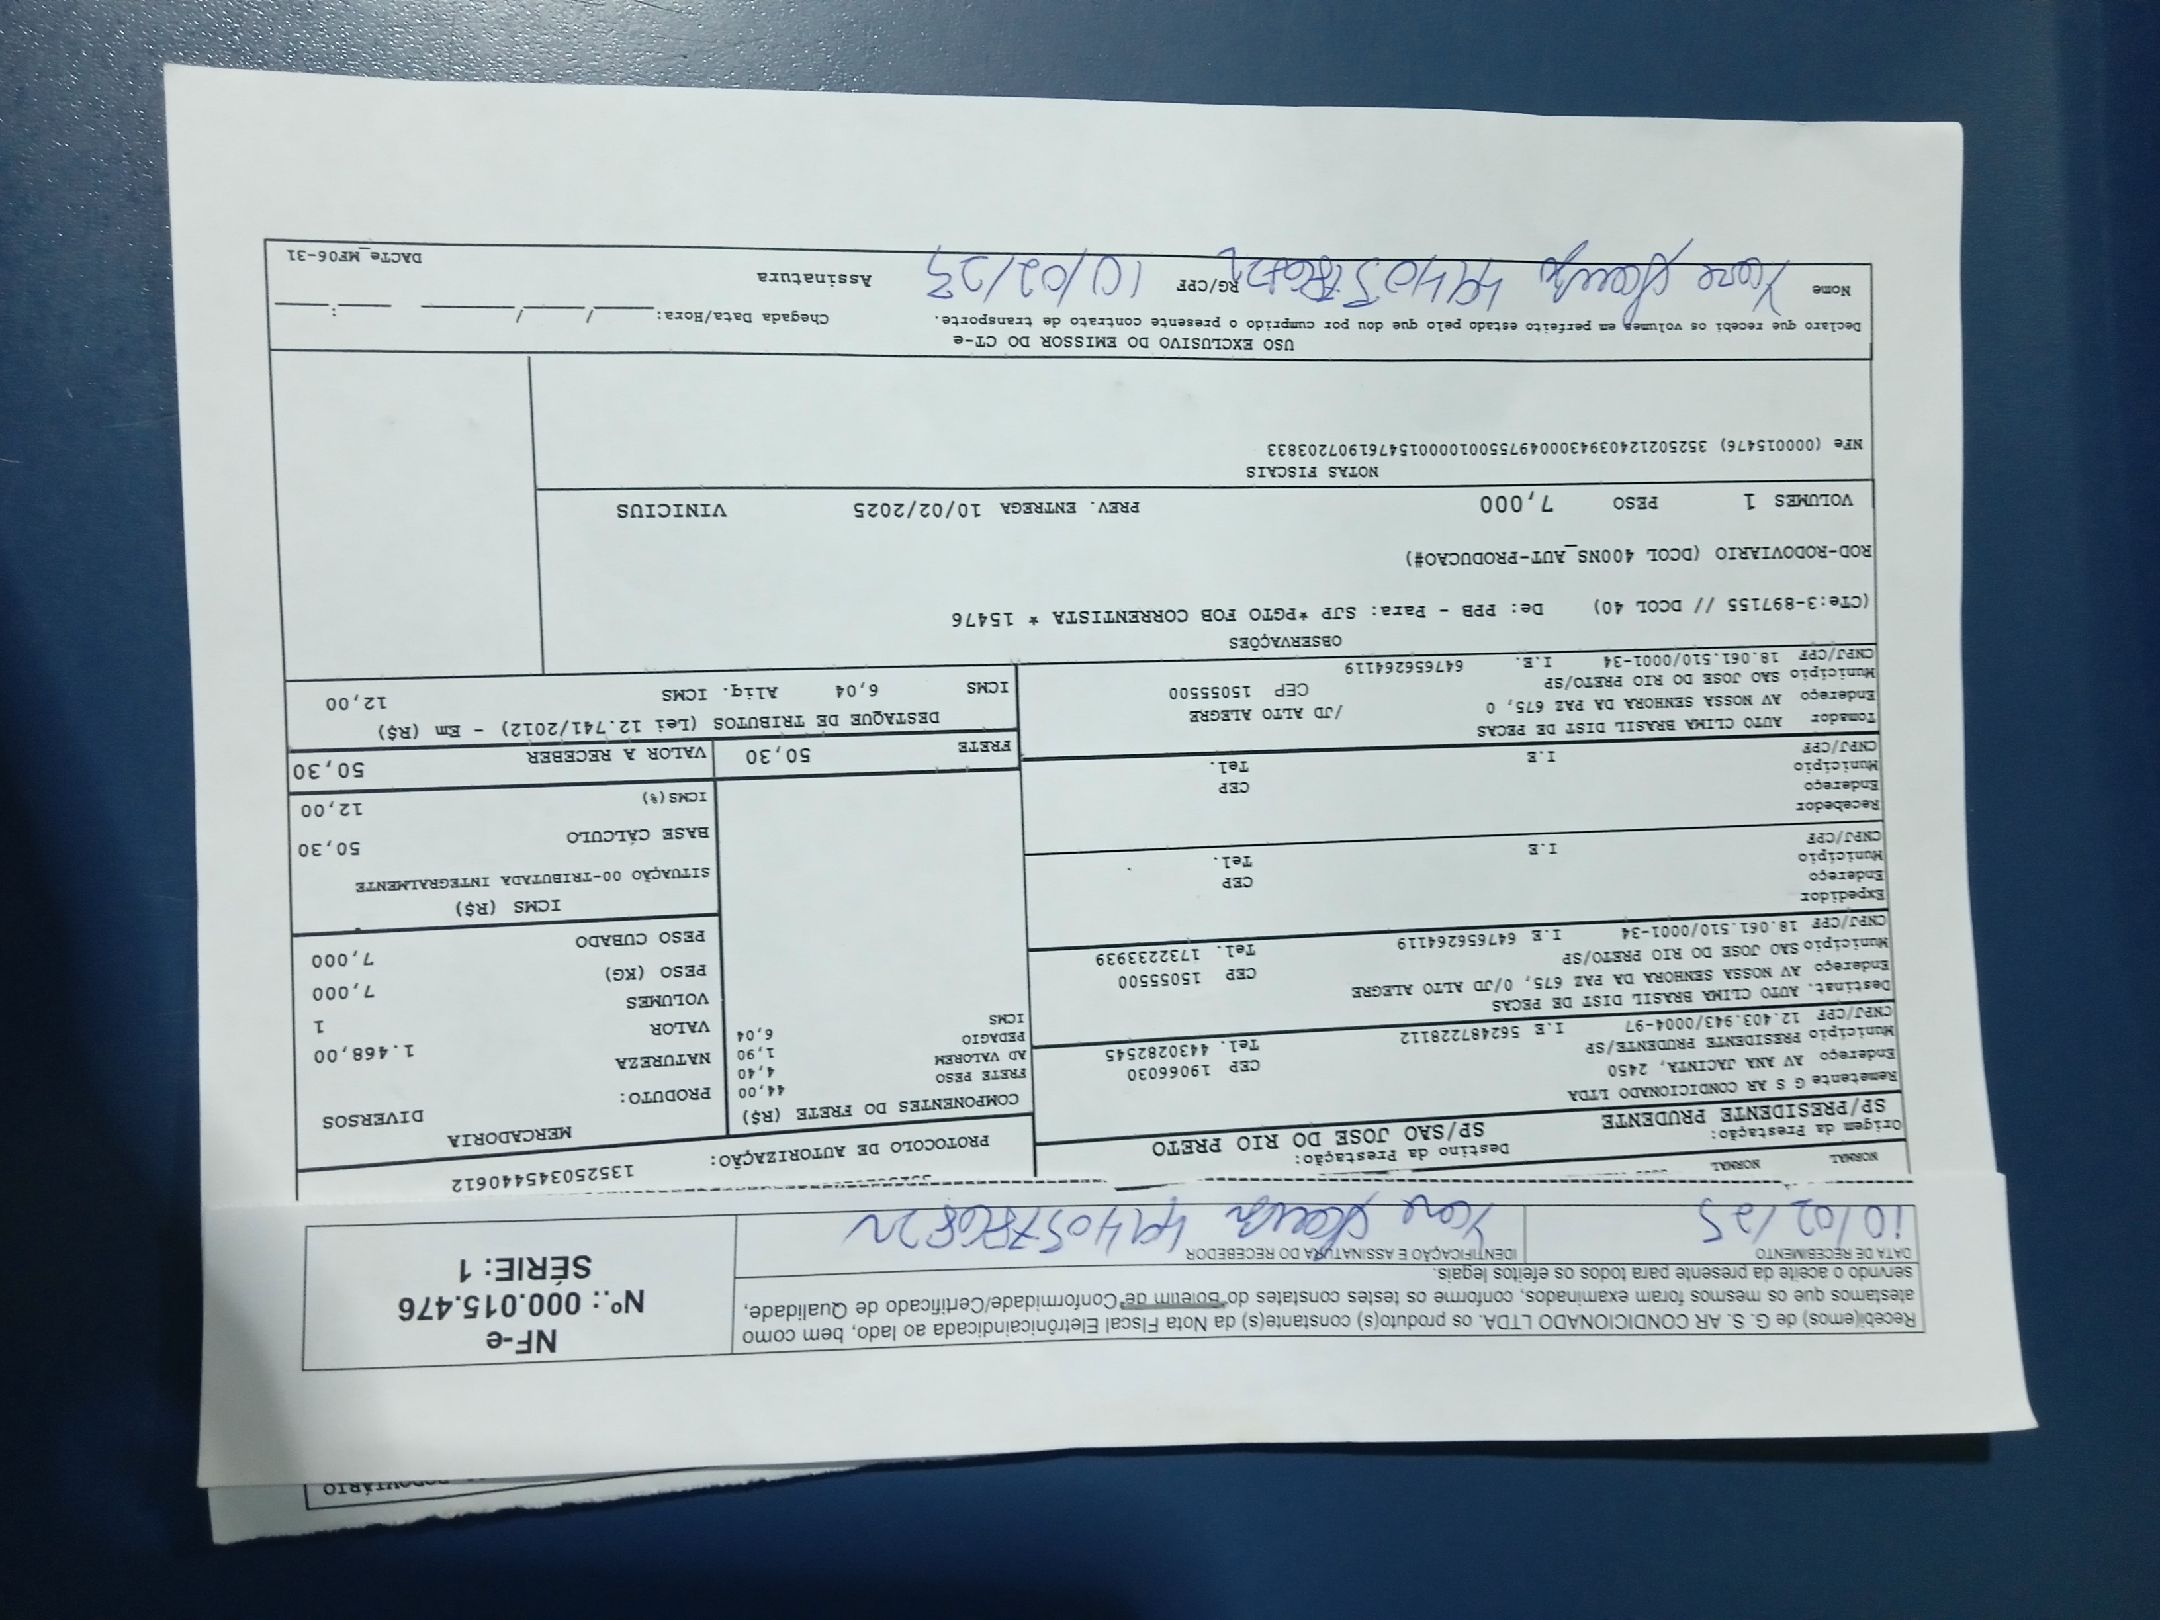 Recebi(emos) de G. S. AR CONDICIONADO LTDA. os produto(s) constante(s) da Nota FIscal Eletrônicaindicada ao lado, bem como
atestamos que os mesmos foram examinados, conforme os testes constates do Boletim de Conformidade/Certificado de Qualidade,
servndo o aceite da presente para todos os efeitos legais.
DATA DE RECEBIMENTO
IDENTIFICAÇÃO E ASSINATURA DO RECEBEDOR
10/02/25
NF-e
Nº.: 000.015.476
SÉRIE: 1
NORMAL NORMAL
Origem da Prestação:
SP/PRESIDENTE PRUDENTE
Destino da Prestação:
SP/SAO JOSE DO RIO PRETO
PROTOCOLO DE AUTORIZAÇÃO:
135250345440612
Remetente G S AR CONDICIONADO LTDA
Endereço AV ANA JACINTA, 2450 CEP 19066030
Município PRESIDENTE PRUDENTE/SP Tel. 4430282545
CNPJ/CPF 12.403.943/0004-97 I.E 562487228112
Destinat. AUTO CLIMA BRASIL DIST DE PECAS
Endereço AV NOSSA SENHORA DA PAZ 675, 0/JD ALTO ALEGRE CEP 15055500
Município SAO JOSE DO RIO PRETO/SP Tel. 1732233939
CNPJ/CPF 18.061.510/0001-34 I.E 647656264119
Expedidor
Endereço CEP
Município Tel.
CNPJ/CPF I.E
Recebedor
Endereço CEP
Município Tel.
CNPJ/CPF I.E
Tomador AUTO CLIMA BRASIL DIST DE PECAS
Endereço AV NOSSA SENHORA DA PAZ 675, 0 /JD ALTO ALEGRE
Município SAO JOSE DO RIO PRETO/SP CEP 15055500
CNPJ/CPF 18.061.510/0001-34 I.E. 647656264119
COMPONENTES DO FRETE (R$)
FRETE PESO 44,00
AD VALOREM 4,40
PEDAGIO 1,90
ICMS 6,04
MERCADORIA
PRODUTO: DIVERSOS
NATUREZA
VALOR 1.468,00
VOLUMES 1
PESO (KG) 7,000
PESO CUBADO 7,000
ICMS (R$)
SITUAÇÃO 00-TRIBUTADA INTEGRALMENTE
BASE CÁLCULO 50,30
ICMS(%) 12,00
FRETE 50,30
VALOR A RECEBER 50,30
DESTAQUE DE TRIBUTOS (Lei 12.741/2012) - Em (R$)
ICMS 6,04 Aliq. ICMS 12,00
OBSERVAÇÕES
(CTe:3-897155 // DCOL 40) De: PPB - Para: SJP *PGTO FOB CORRENTISTA * 15476
ROD-RODOVIARIO (DCOL 400NS_AUT-PRODUCAO#)
VOLUMES 1 PESO 7,000 PREV. ENTREGA 10/02/2025 VINICIUS
NOTAS FISCAIS
NFe (000015476) 35250212403943000497550010000154761907203833
USO EXCLUSIVO DO EMISSOR DO CT-e
Declaro que recebi os volumes em perfeito estado pelo que dou por cumprido o presente contrato de transporte.
Chegada Data/Hora: ____/____/______ ____:____
Nome RG/CPF 10/02/25 Assinatura
DACTe_MF06-31